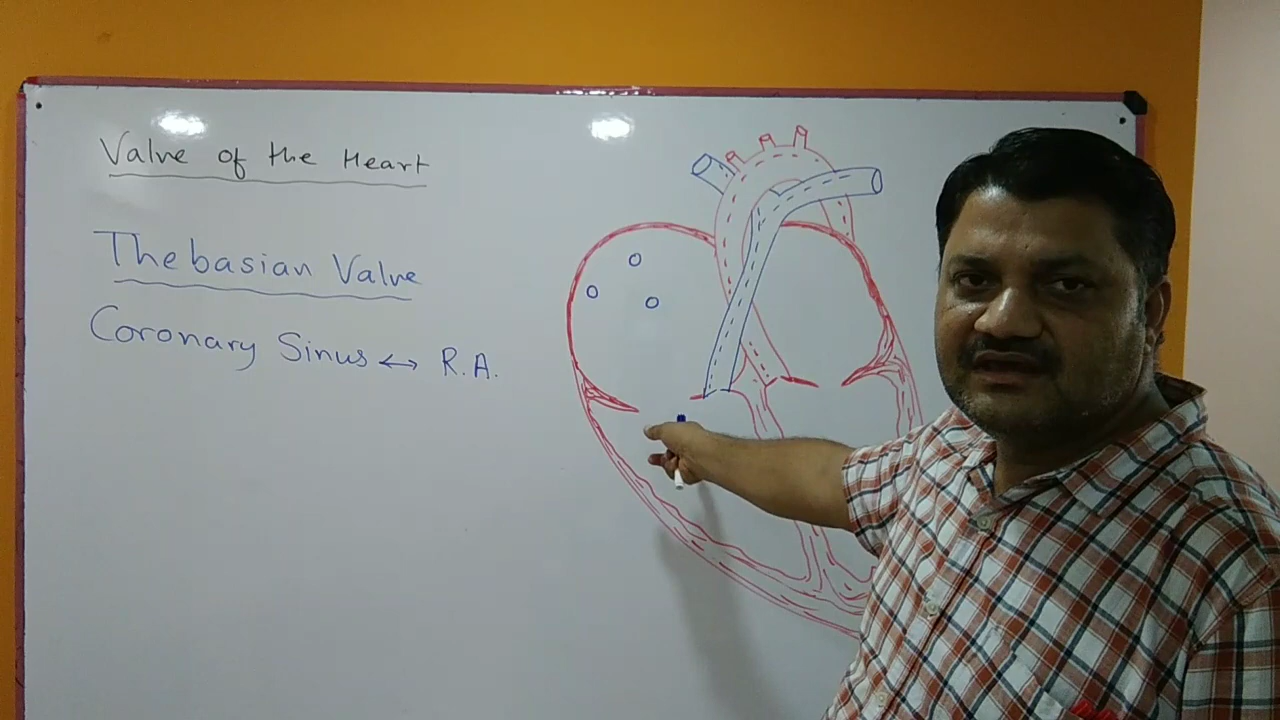 Valve of the Heart
Thebasian Valve
Coronary Sinus ↔ R.A.